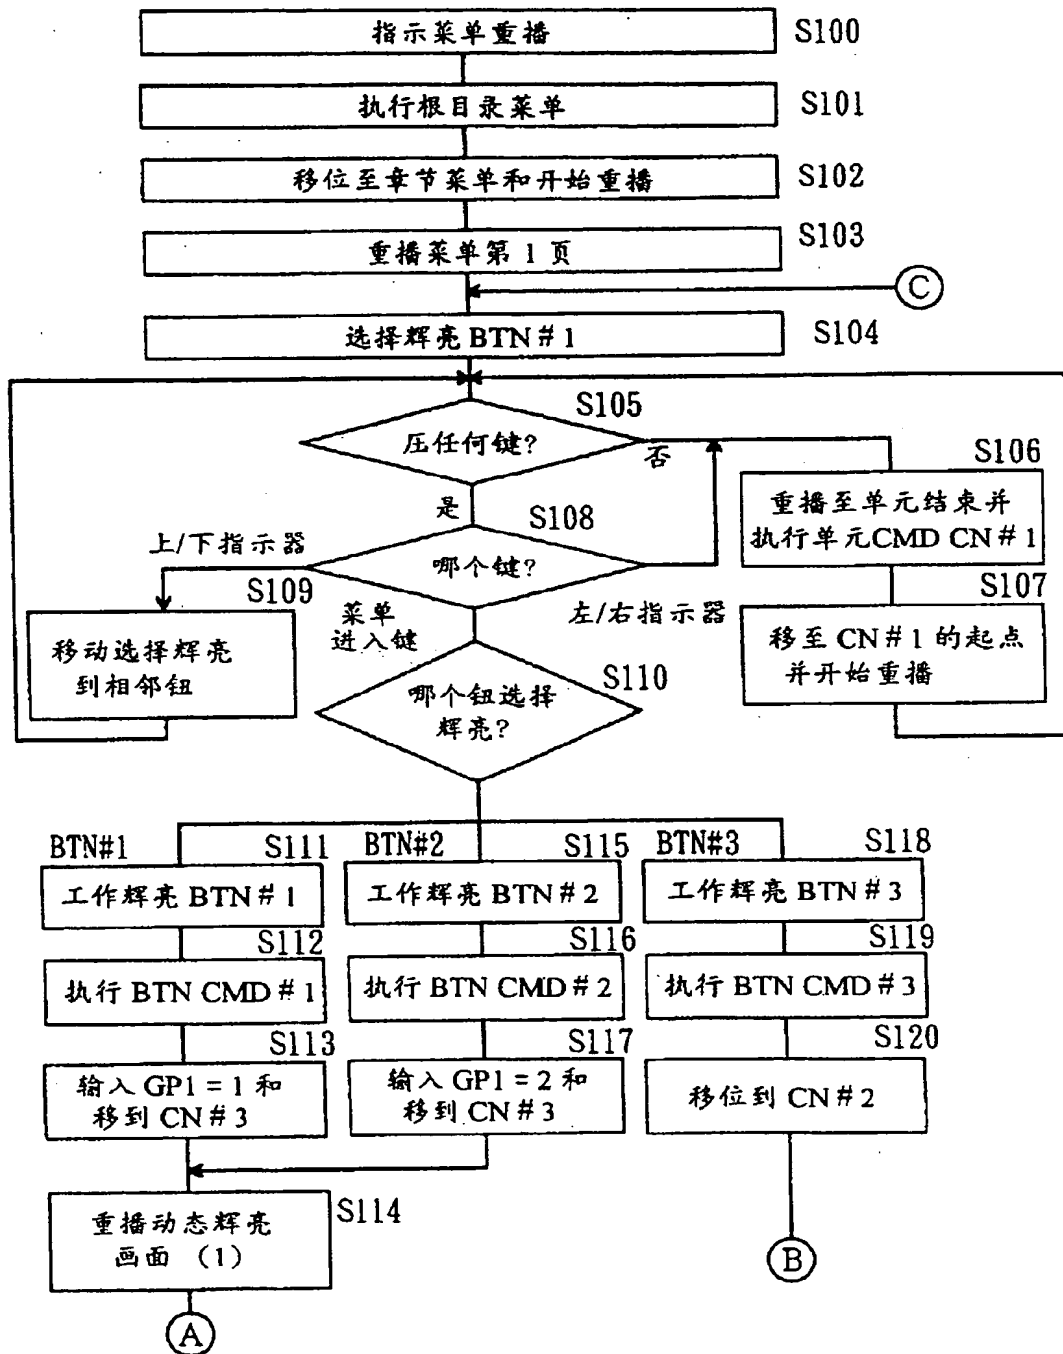 指示菜单重播
S100
执行根目录菜单
S101
移位至章节菜单和开始重播
S102
重播菜单第 1 页
S103
C
选择辉亮 BTN # 1
S104
S105
压任何键?
否
是
S106
重播至单元结束并
执行单元CMD CN # 1
S108
上/下指示器
哪个键?
S109
移动选择辉亮
到相邻钮
菜单
进入键
左/右指示器
S107
移至 CN # 1 的起点
并开始重播
S110
哪个钮选择
辉亮?
BTN#1
S111
BTN#2
S115
BTN#3
S118
工作辉亮 BTN # 1
工作辉亮 BTN # 2
工作辉亮 BTN # 3
S112
S116
S119
执行 BTN CMD # 1
执行 BTN CMD # 2
执行 BTN CMD # 3
S113
S117
S120
输入 GP1 = 1 和
移到 CN # 3
输入 GP1 = 2 和
移到 CN # 3
移位到 CN # 2
S114
重播动态辉亮
画面 (1)
B
A